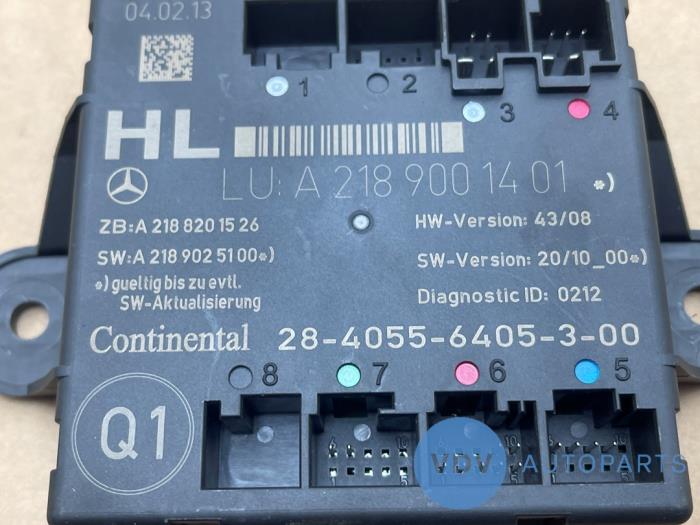 04.02.13
1 2 3 4
HL
LU: A 218 900 14 01 *)
ZB:A 218 820 15 26
HW-Version: 43/08
SW:A 218 902 51 00*)
SW-Version: 20/10_00*)
*) gueltig bis zu evtl.
SW-Aktualisierung
Diagnostic ID: 0212
Continental 28-4055-6405-3-00
8 7 6 5
Q1
VDV AUTOPARTS